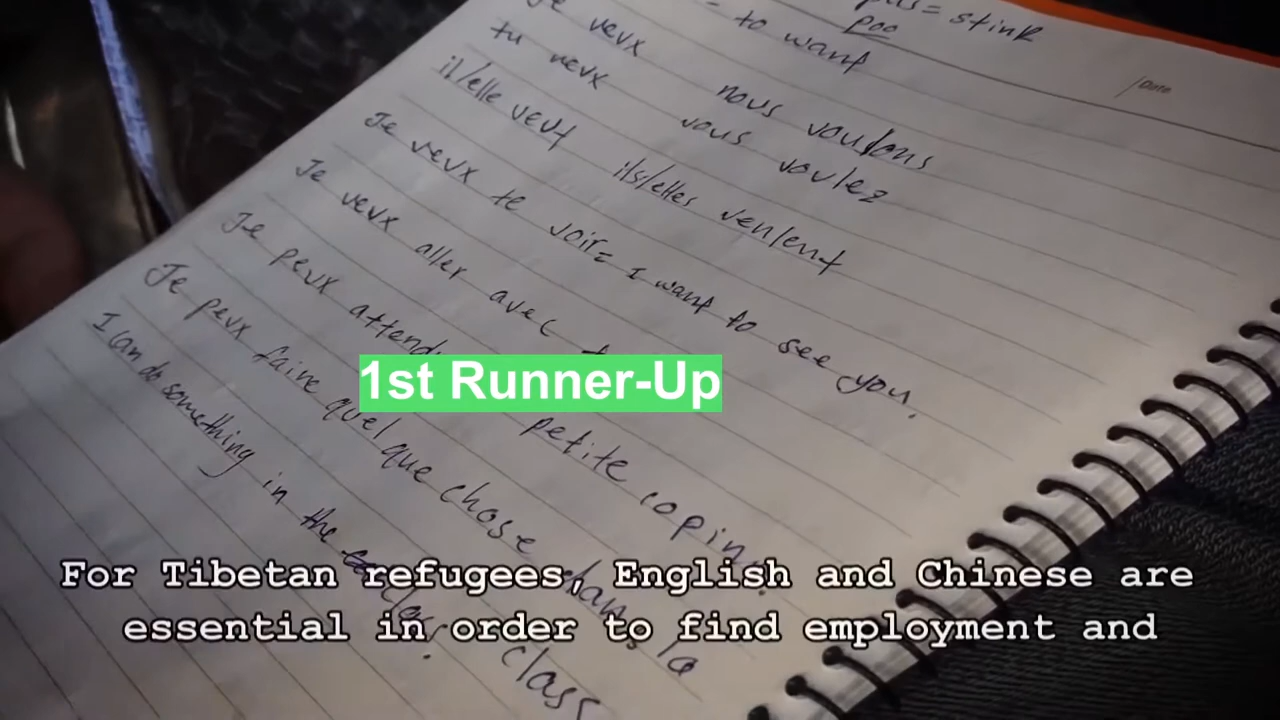 = stink
poo
- to want
Je veux
nous voulons
tu veux
vous voulez
il/elle veut
ils/elles veulent
Je veux te voir = I want to see you.
Je veux aller avec
Je peux attend
petite copin
Je peux faire quel que chose dans la
class
I can do something in the
/Date
1st Runner-Up
For Tibetan refugees, English and Chinese are
essential in order to find employment and